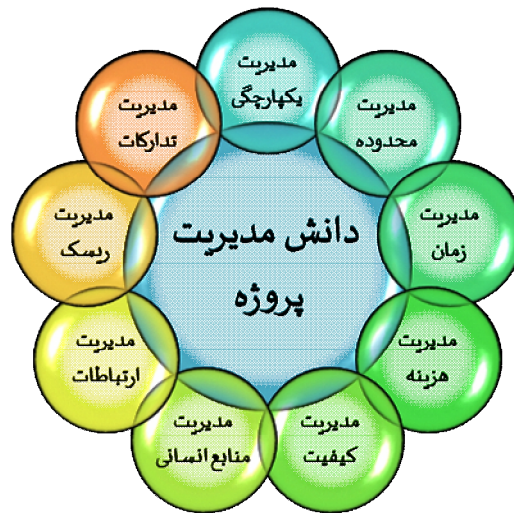 دانش مدیریت
پروژه
مدیریت
یکپارچگی
مدیریت
محدوده
مدیریت
زمان
مدیریت
هزینه
مدیریت
کیفیت
مدیریت
منابع انسانی
مدیریت
ارتباطات
مدیریت
ریسک
مدیریت
تدارکات